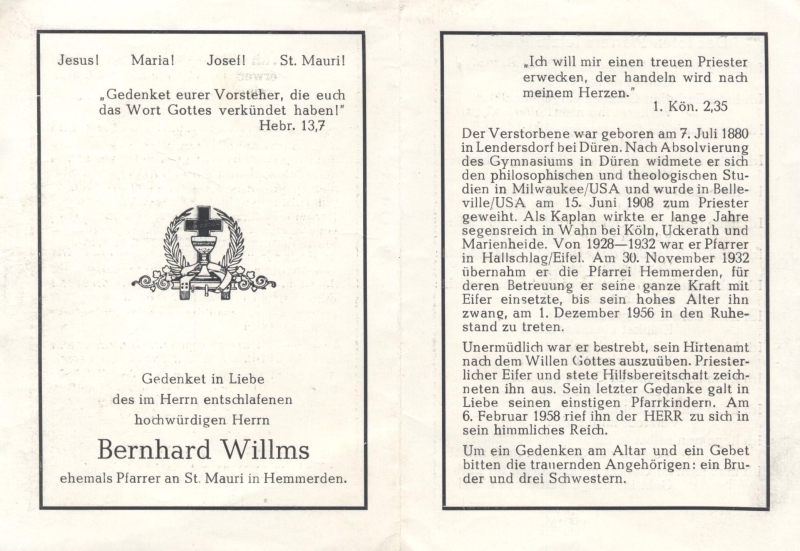 Jesus! Maria! Josef! St. Mauri!
„Gedenket eurer Vorsteher, die euch
das Wort Gottes verkündet haben!"
Hebr. 13,7
Gedenket in Liebe
des im Herrn entschlafenen
hochwürdigen Herrn
Bernhard Willms
ehemals Pfarrer an St. Mauri in Hemmerden.
„Ich will mir einen treuen Priester
erwecken, der handeln wird nach
meinem Herzen."
1. Kön. 2,35
Der Verstorbene war geboren am 7. Juli 1880
in Lendersdorf bei Düren. Nach Absolvierung
des Gymnasiums in Düren widmete er sich
den philosophischen und theologischen Stu-
dien in Milwaukee/USA und wurde in Belle-
ville/USA am 15. Juni 1908 zum Priester
geweiht. Als Kaplan wirkte er lange Jahre
segensreich in Wahn bei Köln, Uckerath und
Marienheide. Von 1928—1932 war er Pfarrer
in Hallschlag/Eifel. Am 30. November 1932
übernahm er die Pfarrei Hemmerden, für
deren Betreuung er seine ganze Kraft mit
Eifer einsetzte, bis sein hohes Alter ihn
zwang, am 1. Dezember 1956 in den Ruhe-
stand zu treten.
Unermüdlich war er bestrebt, sein Hirtenamt
nach dem Willen Gottes auszuüben. Priester-
licher Eifer und stete Hilfsbereitschaft zeich-
neten ihn aus. Sein letzter Gedanke galt in
Liebe seinen einstigen Pfarrkindern. Am
6. Februar 1958 rief ihn der HERR zu sich in
sein himmliches Reich.
Um ein Gedenken am Altar und ein Gebet
bitten die trauernden Angehörigen: ein Bru-
der und drei Schwestern.